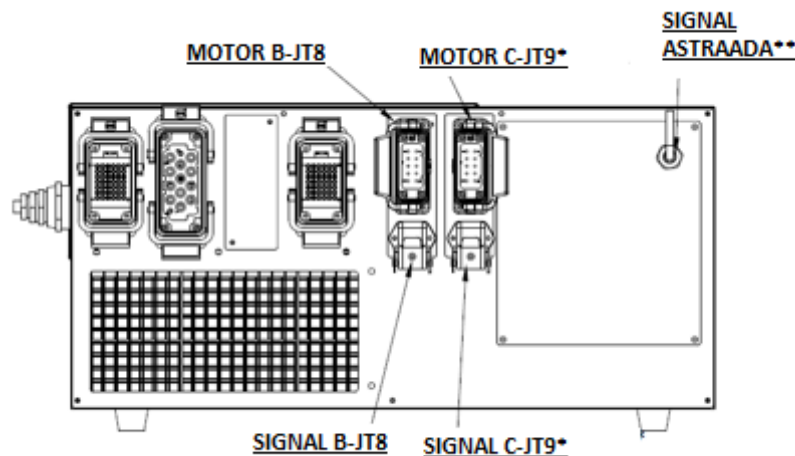 SIGNAL
ASTRAADA**
MOTOR B-JT8
MOTOR C-JT9*
SIGNAL B-JT8
SIGNAL C-JT9*